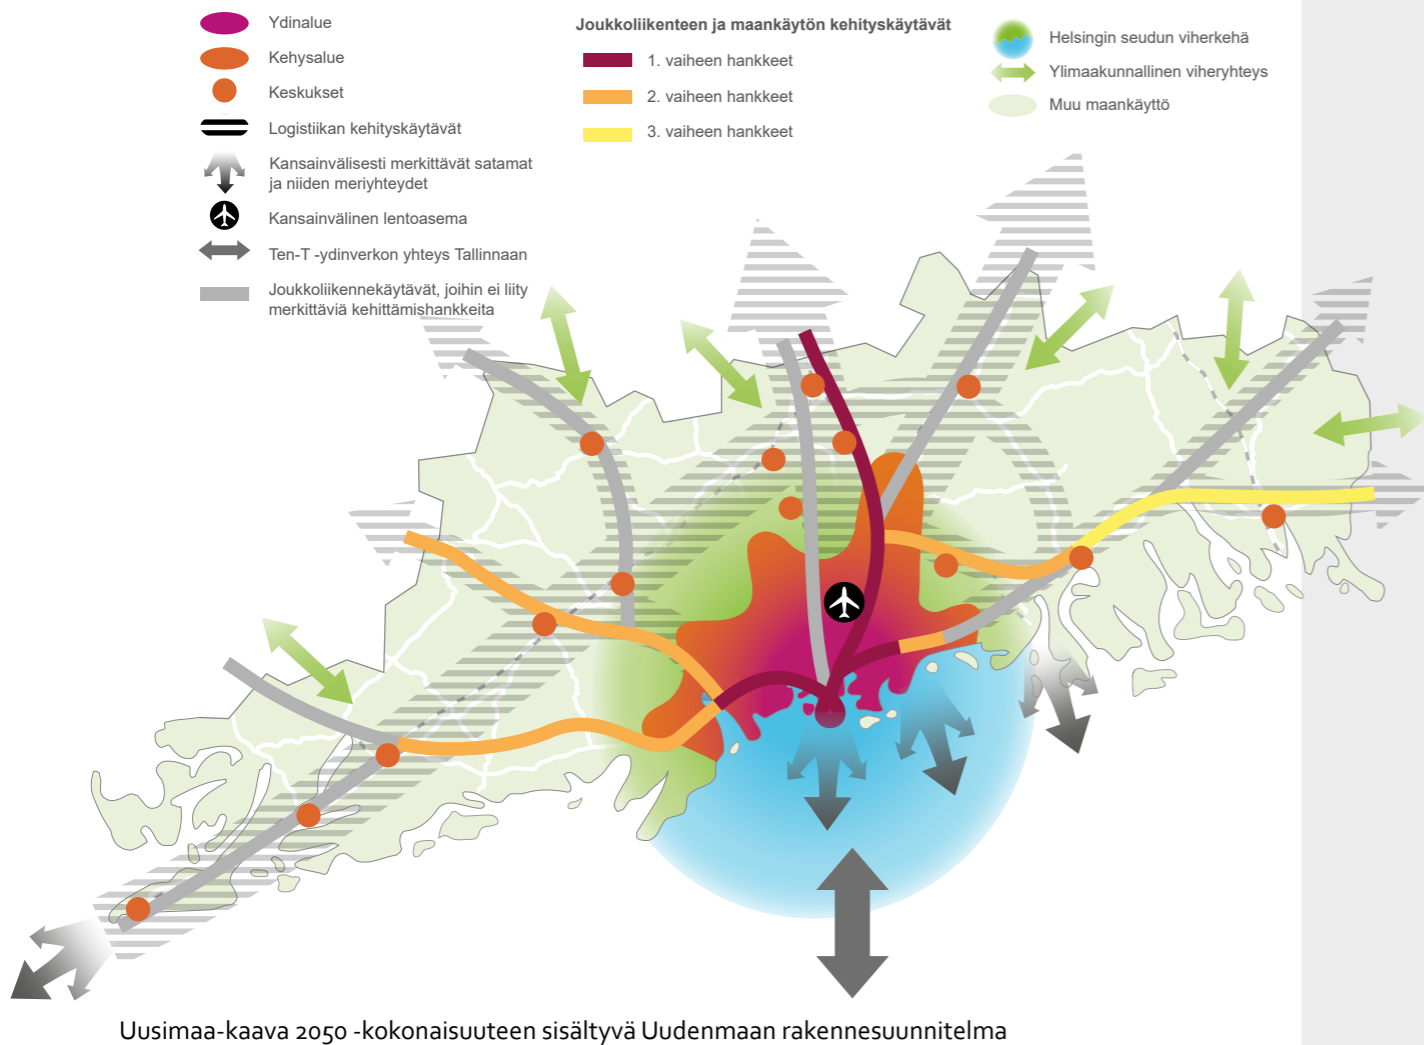 Ydinalue
Kehysalue
Keskukset
Logistiikan kehityskäytävät
Kansainvälisesti merkittävät satamat
ja niiden meriyhteydet
Kansainvälinen lentoasema
Ten-T -ydinverkon yhteys Tallinnaan
Joukkoliikennekäytävät, joihin ei liity
merkittäviä kehittämishankkeita
Joukkoliikenteen ja maankäytön kehityskäytävät
1. vaiheen hankkeet
2. vaiheen hankkeet
3. vaiheen hankkeet
Helsingin seudun viherkehä
Ylimaakunnallinen viheryhteys
Muu maankäyttö
Uusimaa-kaava 2050 -kokonaisuuteen sisältyvä Uudenmaan rakennesuunnitelma